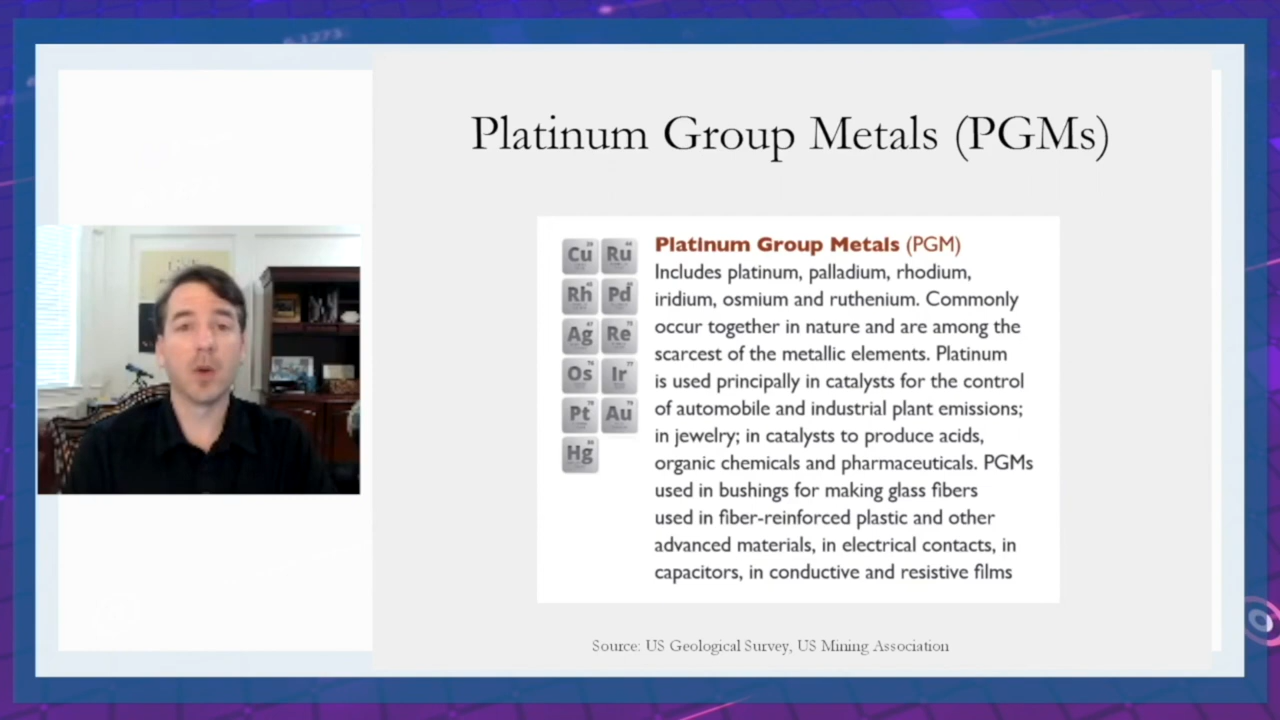 Platinum Group Metals (PGMs)
Cu Ru
Rh Pd
Ag Re
Os Ir
Pt Au
Hg
Platinum Group Metals (PGM)
Includes platinum, palladium, rhodium,
iridium, osmium and ruthenium. Commonly
occur together in nature and are among the
scarcest of the metallic elements. Platinum
is used principally in catalysts for the control
of automobile and industrial plant emissions;
in jewelry; in catalysts to produce acids,
organic chemicals and pharmaceuticals. PGMs
used in bushings for making glass fibers
used in fiber-reinforced plastic and other
advanced materials, in electrical contacts, in
capacitors, in conductive and resistive films
Source: US Geological Survey, US Mining Association